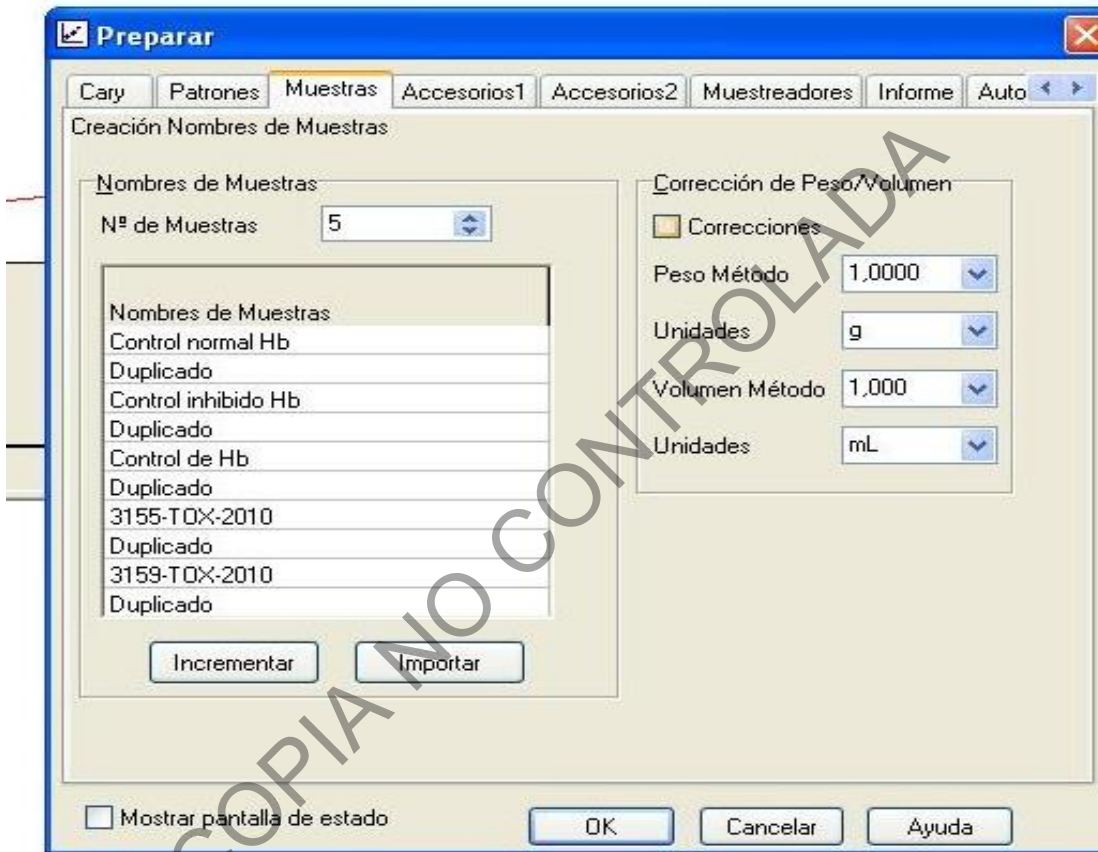 Preparar
Cary Patrones Muestras Accesorios1 Accesorios2 Muestreadores Informe Auto
Creación Nombres de Muestras
Nombres de Muestras
Nº de Muestras 5
Nombres de Muestras
Control normal Hb
Duplicado
Control inhibido Hb
Duplicado
Control de Hb
Duplicado
3155-TOX-2010
Duplicado
3159-TOX-2010
Duplicado
Incrementar Importar
Corrección de Peso/Volumen
Correcciones
Peso Método 1,0000
Unidades g
Volumen Método 1,000
Unidades mL
Mostrar pantalla de estado
OK Cancelar Ayuda
COPIA NO CONTROLADA